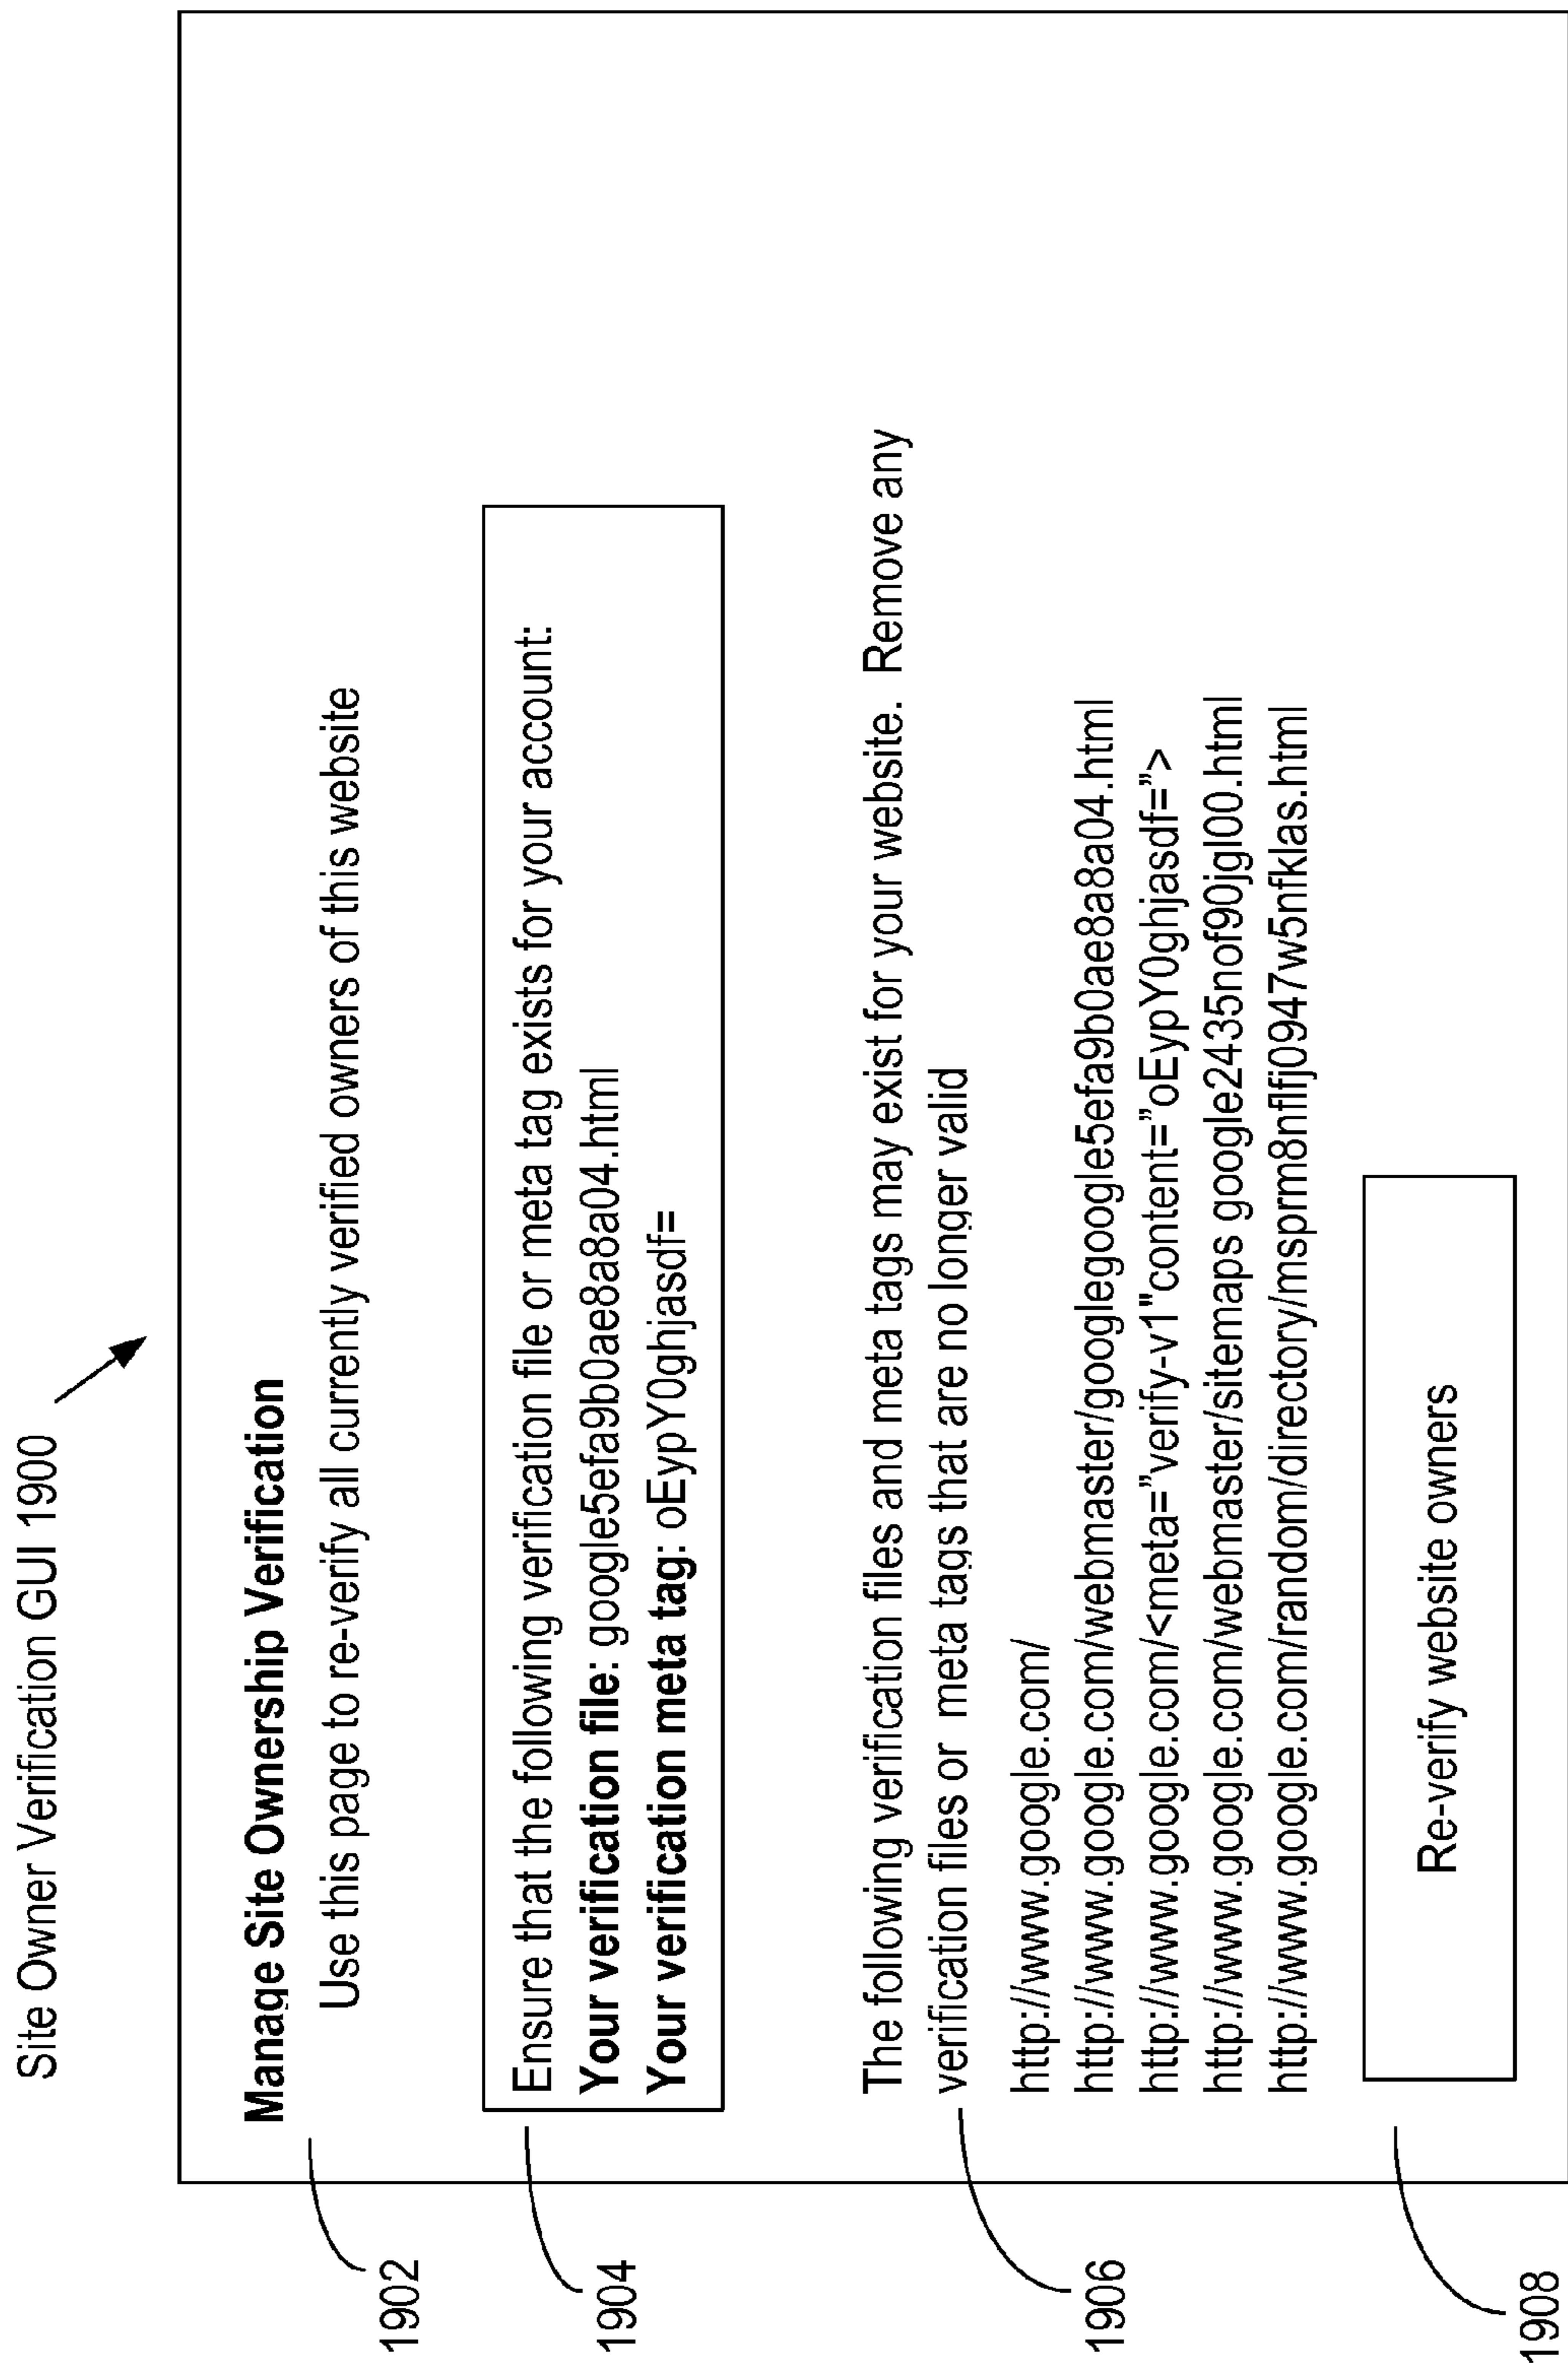 Site Owner Verification GUI 1900
Manage Site Ownership Verification
Use this page to re-verify all currently verified owners of this website
1902
Ensure that the following verification file or meta tag exists for your account:
Your verification file: google5efa9b0ae8a8a04.html
Your verification meta tag: oEypY0ghjasdf=
1904
The following verification files and meta tags may exist for your website.  Remove any
verification files or  meta tags that are no longer valid
1906
http://www.google.com/
http://www.google.com/webmaster/googlegoogle5efa9b0ae8a8a04.html
http://www.google.com/<meta=”verify-v1"content=”oEypY0ghjasdf=”>
http://www.google.com/webmaster/sitemaps google2435nof90jgl00.html
http://www.google.com/random/directory/msprm8nflfj0947w5nfklas.html
Re-verify website owners
1908